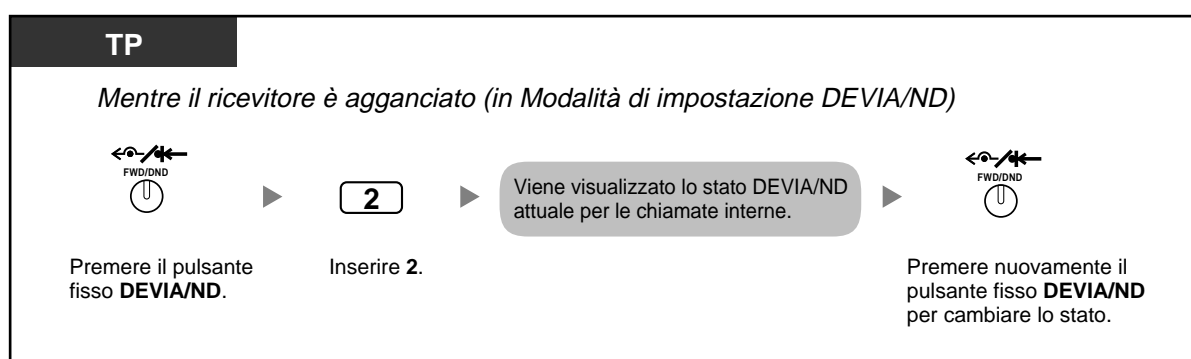 TP
Mentre il ricevitore è agganciato (in Modalità di impostazione DEVIA/ND)
FWD/DND
2
Viene visualizzato lo stato DEVIA/ND
attuale per le chiamate interne.
FWD/DND
Premere il pulsante
fisso DEVIA/ND.
Inserire 2.
Premere nuovamente il
pulsante fisso DEVIA/ND
per cambiare lo stato.